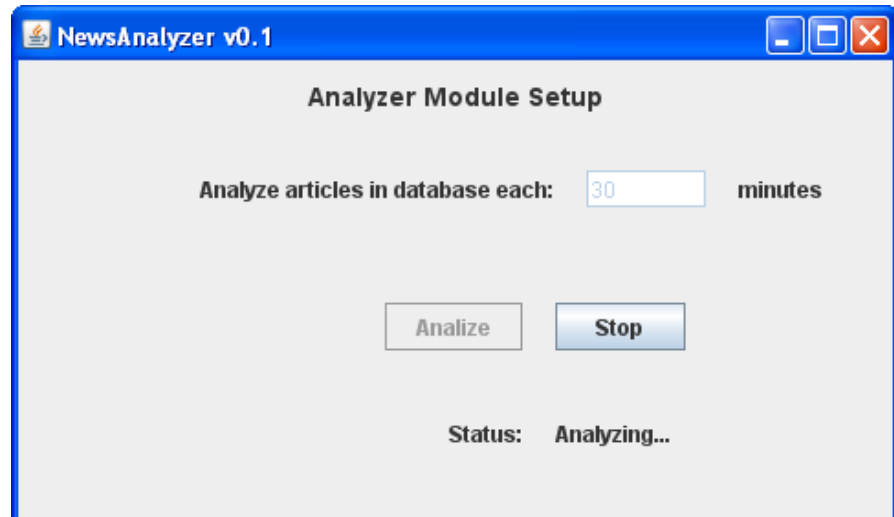 NewsAnalyzer v0.1
Analyzer Module Setup
Analyze articles in database each: 30 minutes
Analize Stop
Status: Analyzing...